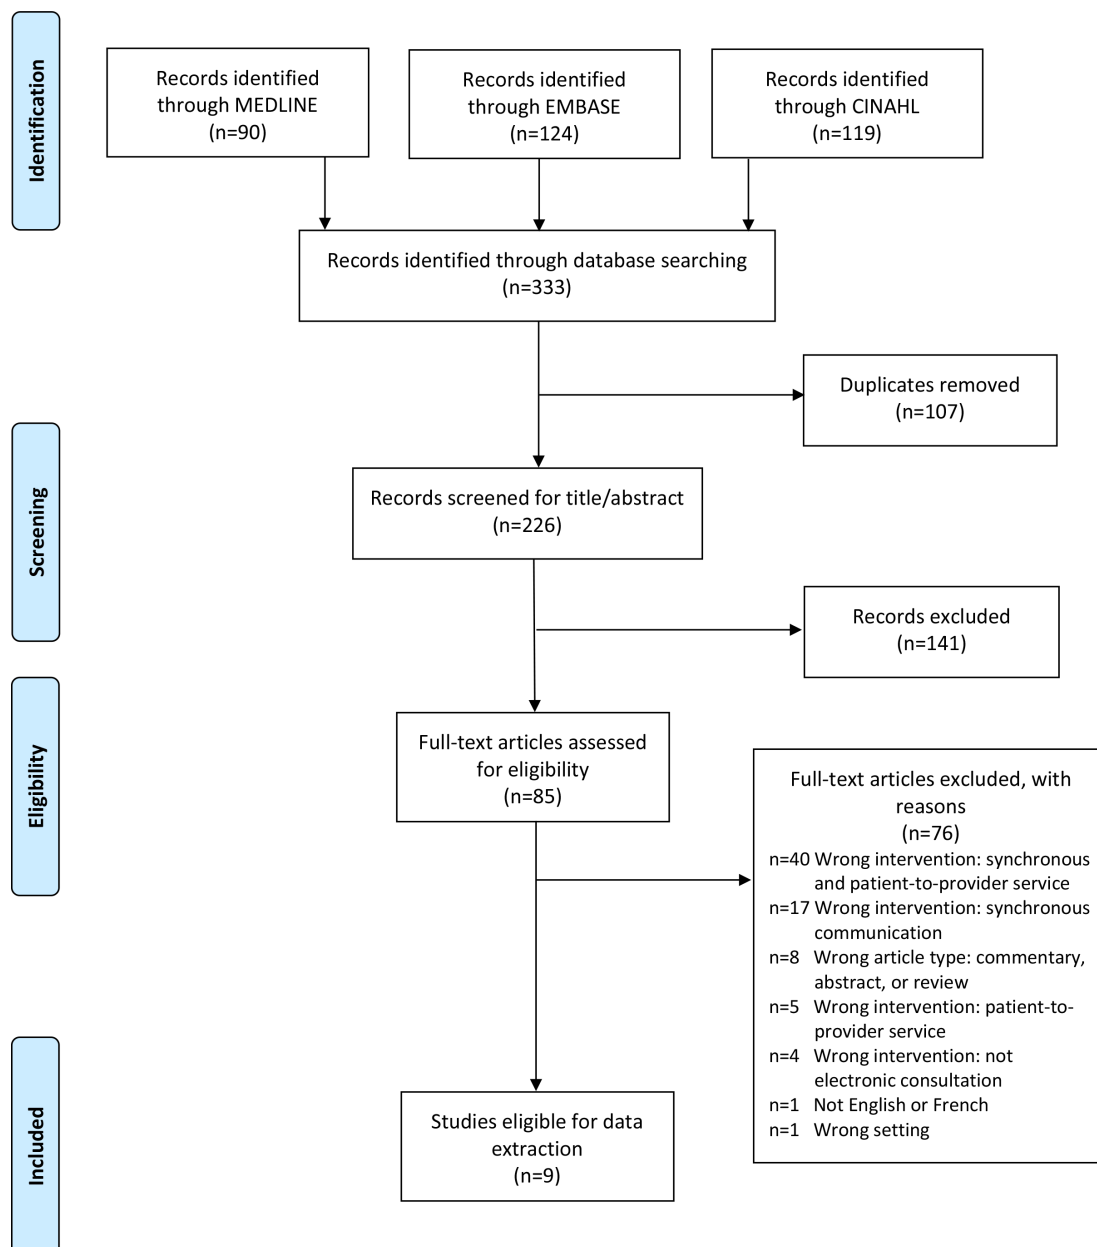 Identification
Records identified
through MEDLINE
(n=90)
Records identified
through EMBASE
(n=124)
Records identified
through CINAHL
(n=119)
Records identified through database searching
(n=333)
Duplicates removed
(n=107)
Screening
Records screened for title/abstract
(n=226)
Records excluded
(n=141)
Eligibility
Full-text articles assessed
for eligibility
(n=85)
Full-text articles excluded, with
reasons
(n=76)
n=40 Wrong intervention: synchronous
and patient-to-provider service
n=17 Wrong intervention: synchronous
communication
n=8 Wrong article type: commentary,
abstract, or review
n=5 Wrong intervention: patient-to-
provider service
n=4 Wrong intervention: not
electronic consultation
n=1 Not English or French
n=1 Wrong setting
Included
Studies eligible for data
extraction
(n=9)